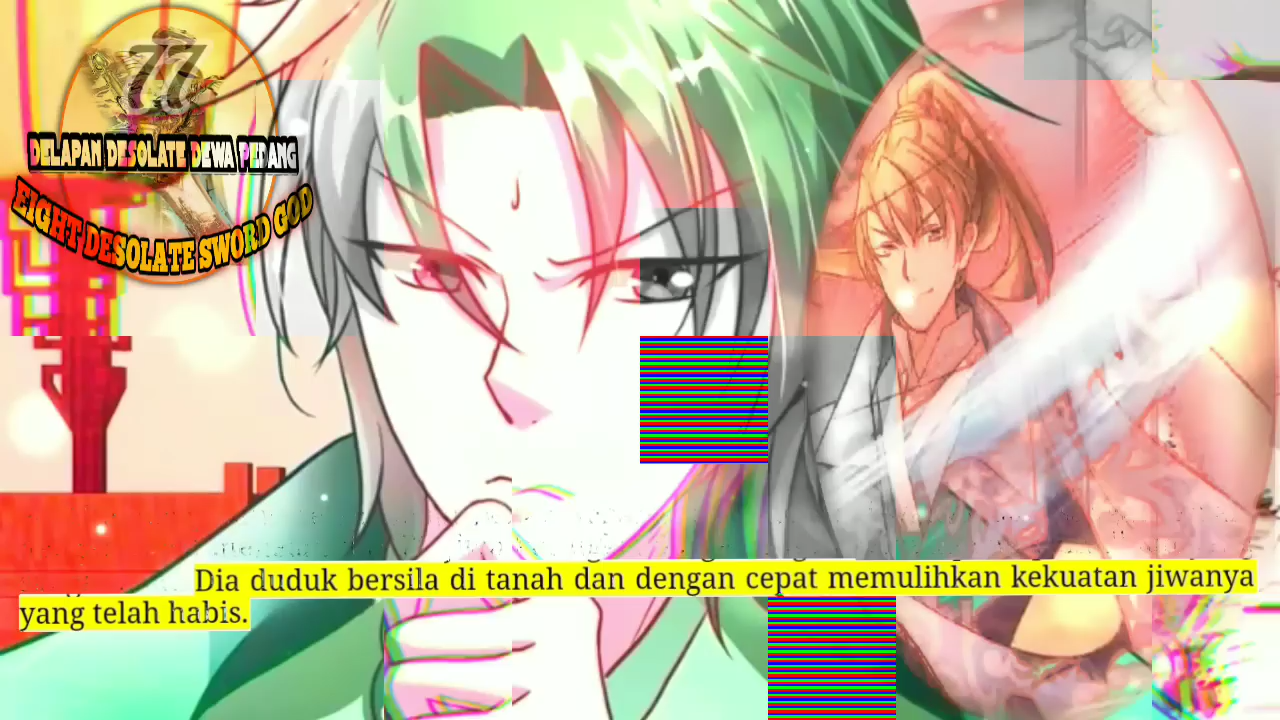 77
DELAPAN DESOLATE DEWA PEDANG
EIGHT DESOLATE SWORD GOD
Dia duduk bersila di tanah dan dengan cepat memulihkan kekuatan jiwanya
yang telah habis.